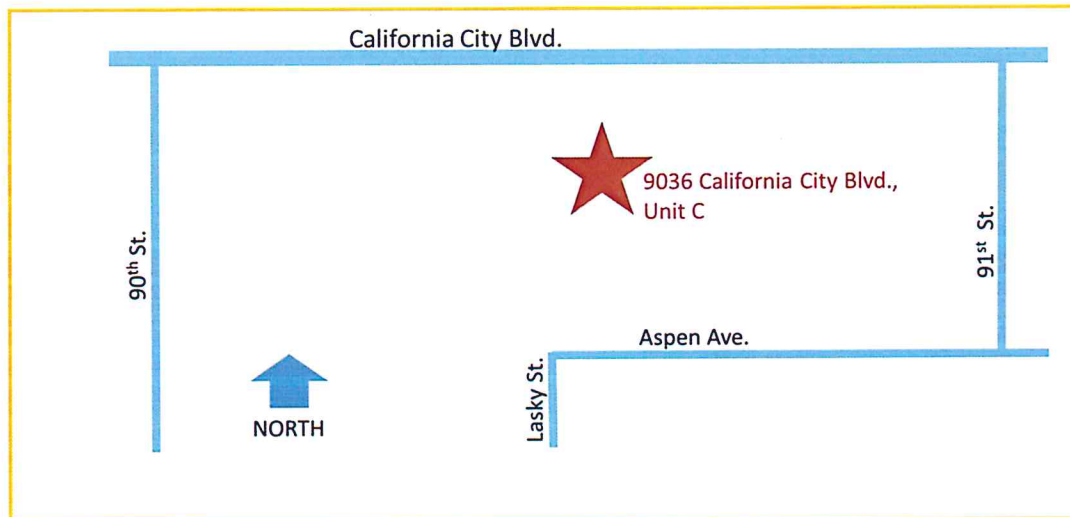 California City Blvd.
9036 California City Blvd.,
Unit C
90th St.
91st St.
Aspen Ave.
Lasky St.
NORTH